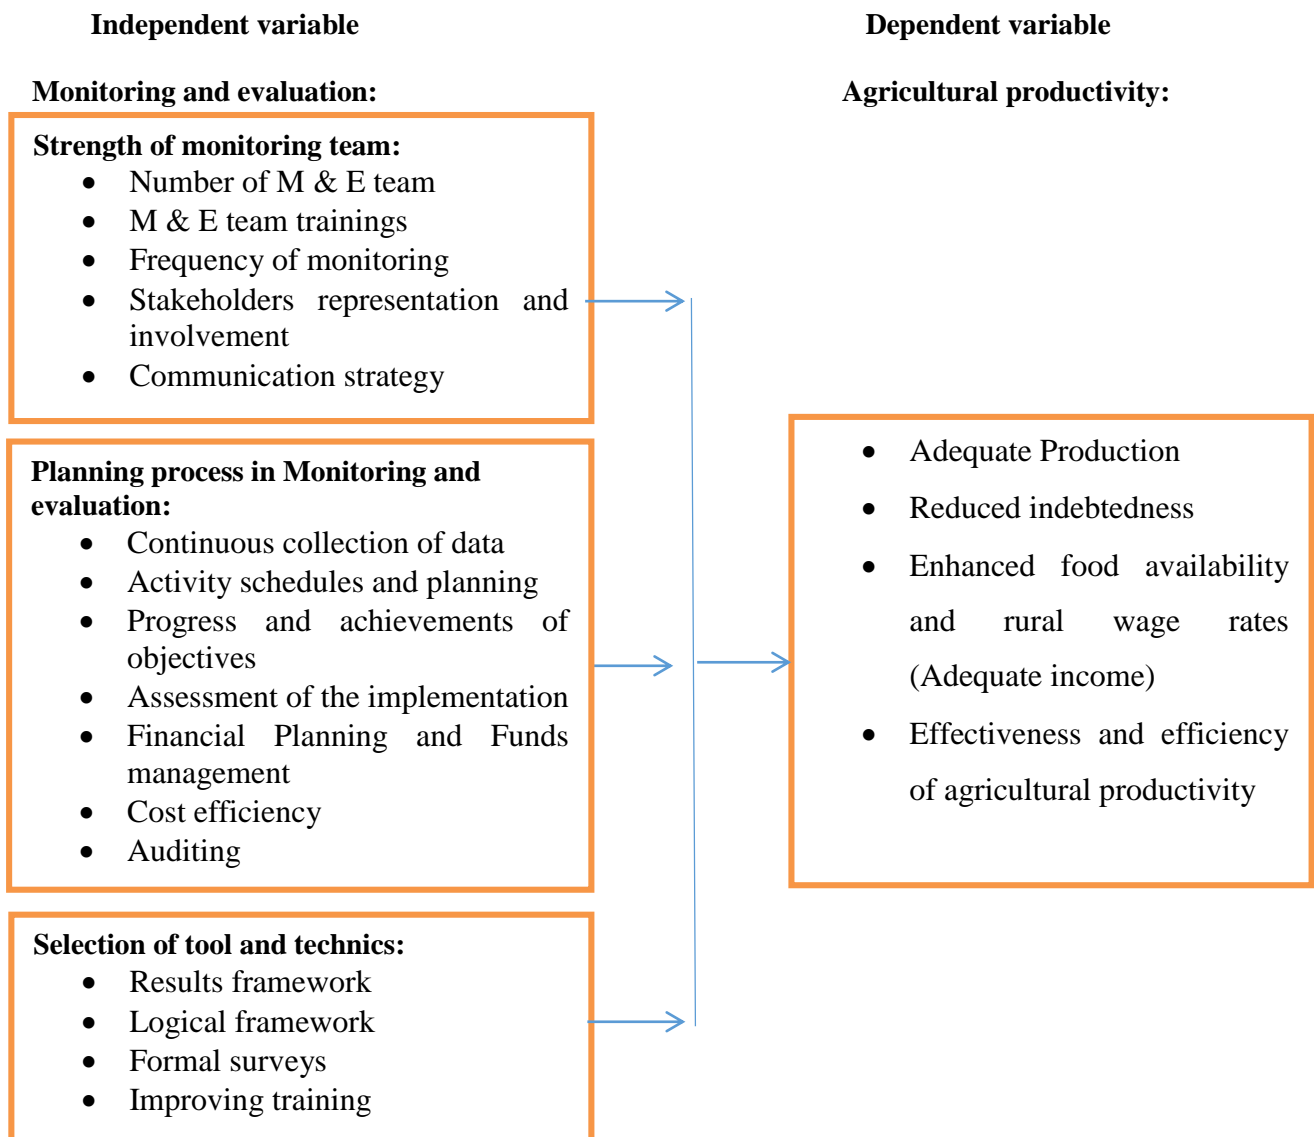 Independent variable
Dependent variable
Monitoring and evaluation:
Agricultural productivity:
Strength of monitoring team:
• Number of M & E team
• M & E team trainings
• Frequency of monitoring
• Stakeholders representation and
involvement
• Communication strategy
Planning process in Monitoring and
evaluation:
• Continuous collection of data
• Activity schedules and planning
• Progress and achievements of
objectives
• Assessment of the implementation
• Financial Planning and Funds
management
• Cost efficiency
• Auditing
Selection of tool and technics:
• Results framework
• Logical framework
• Formal surveys
• Improving training
• Adequate Production
• Reduced indebtedness
• Enhanced food availability
and rural wage rates
(Adequate income)
• Effectiveness and efficiency
of agricultural productivity